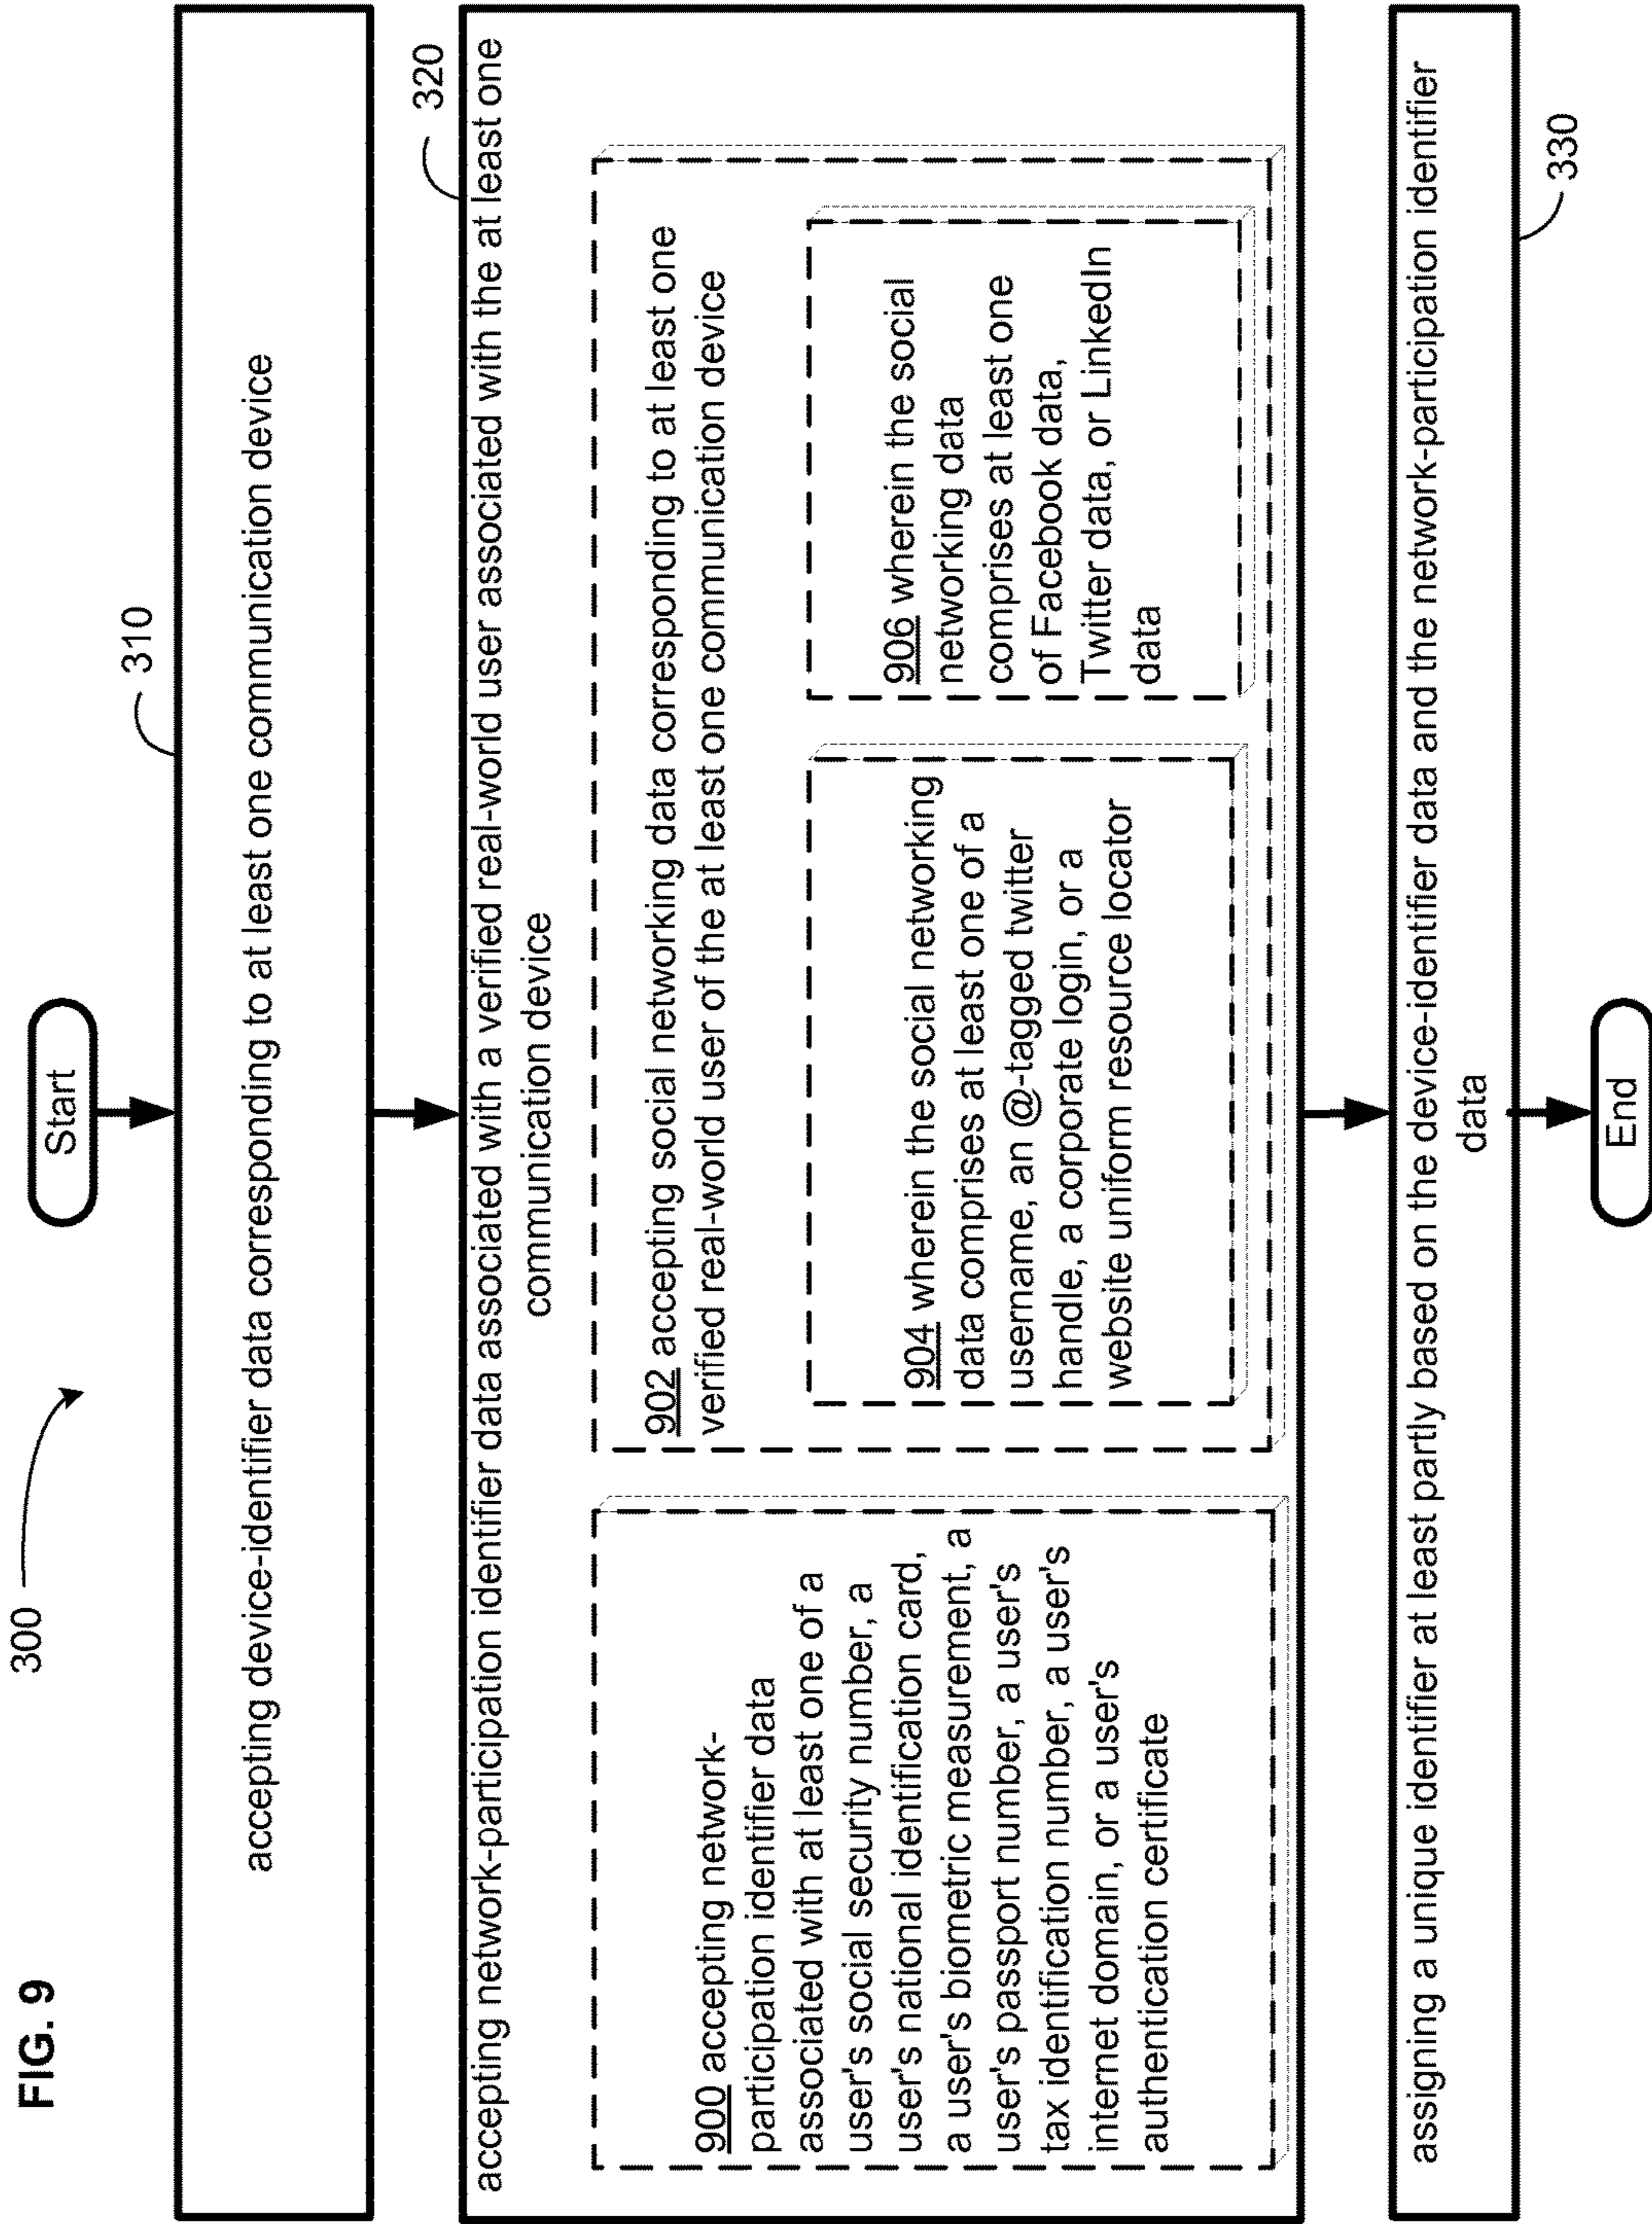 FIG. 9
300
Start
310
accepting device-identifier data corresponding to at least one communication device
320
accepting network-participation identifier data associated with a verified real-world user associated with the at least one
communication device
900 accepting network-
participation identifier data
associated with at least one of a
user's social security number, a
user's national identification card,
a user's biometric measurement, a
user's passport number, a user's
tax identification number, a user's
internet domain, or a user's
authentication certificate
902 accepting social networking data corresponding to at least one
verified real-world user of the at least one communication device
904 wherein the social networking
data comprises at least one of a
username, an @-tagged twitter
handle, a corporate login, or a
website uniform resource locator
906 wherein the social
networking data
comprises at least one
of Facebook data,
Twitter data, or LinkedIn
data
assigning a unique identifier at least partly based on the device-identifier data and the network-participation identifier
data
330
End